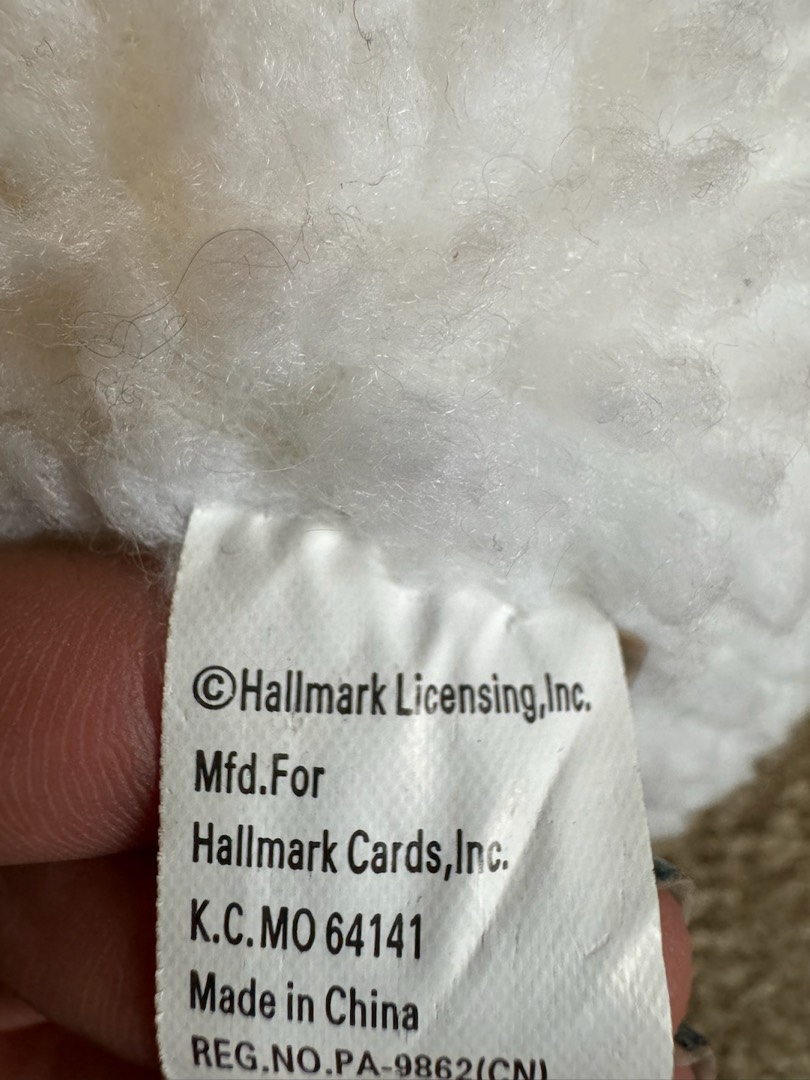 ©Hallmark Licensing,Inc.
Mfd.For
Hallmark Cards,Inc.
K.C.MO 64141
Made in China
REG.NO.PA-9862(CN)